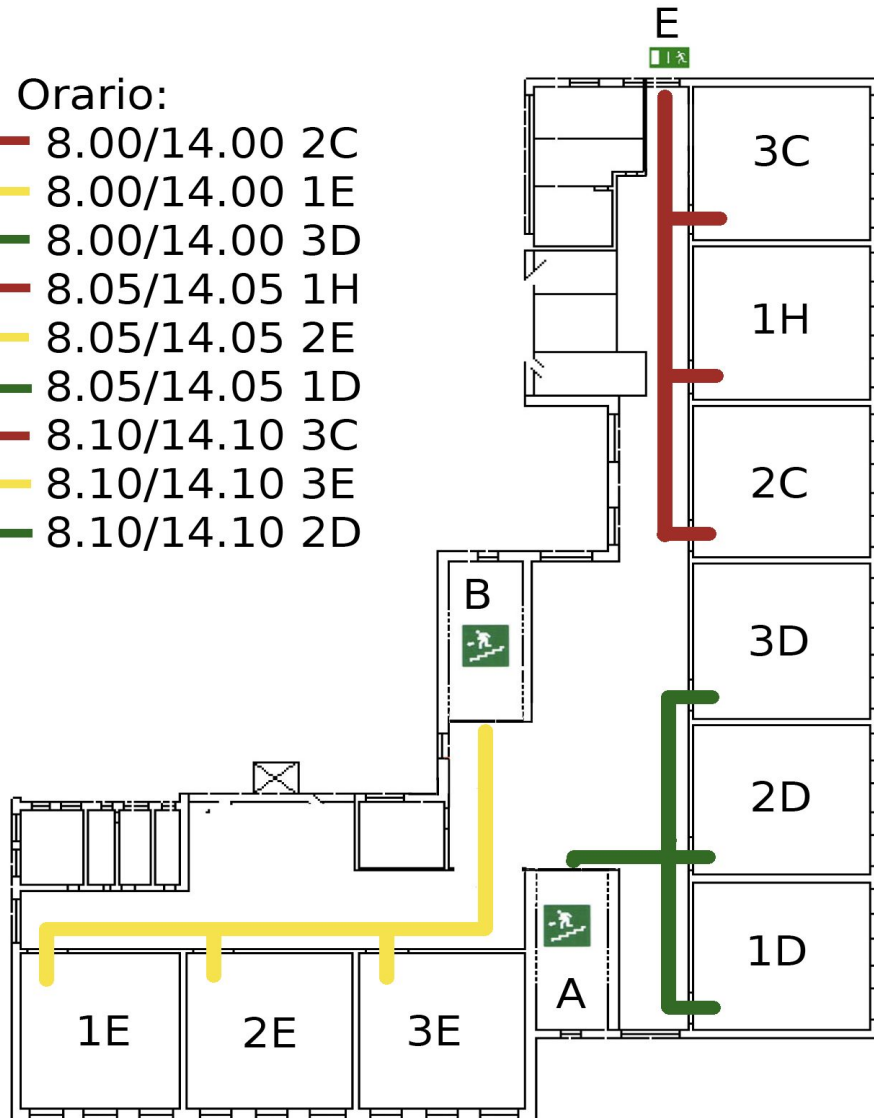 E
Orario:
8.00/14.00 2C
8.00/14.00 1E
8.00/14.00 3D
8.05/14.05 1H
8.05/14.05 2E
8.05/14.05 1D
8.10/14.10 3C
8.10/14.10 3E
8.10/14.10 2D
3C
1H
2C
B
3D
2D
1D
A
1E
2E
3E